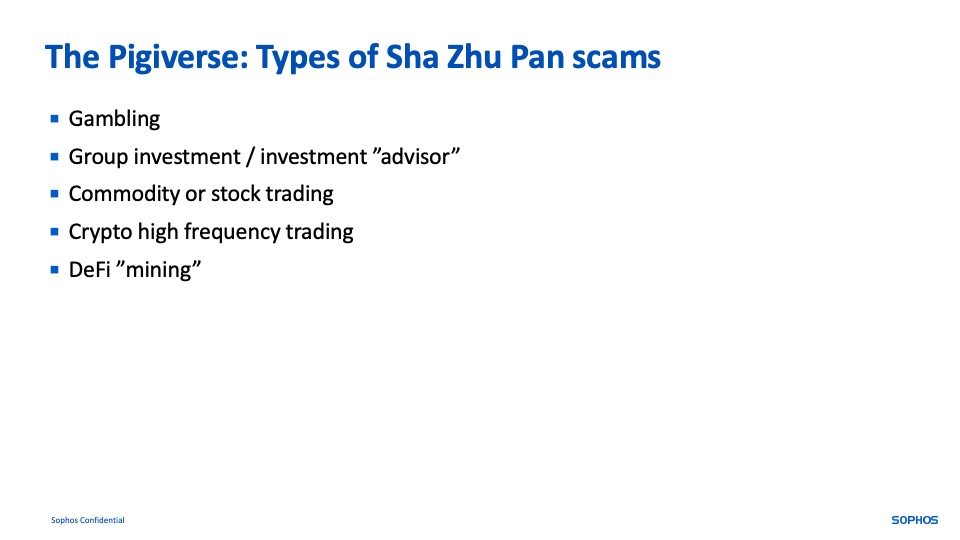 The Pigiverse: Types of Sha Zhu Pan scams
▪ Gambling
▪ Group investment / investment ”advisor”
▪ Commodity or stock trading
▪ Crypto high frequency trading
▪ DeFi ”mining”
Sophos Confidential
SOPHOS